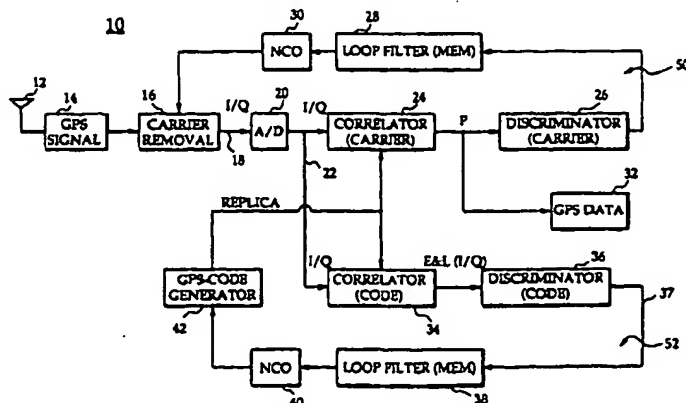 10
30
28
NCO
LOOP FILTER (MEM)
50
12
14
16
20
24
26
I/Q
I/Q
GPS SIGNAL
CARRIER REMOVAL
A/D
CORRELATOR (CARRIER)
P
DISCRIMINATOR (CARRIER)
18
22
32
GPS DATA
REPLICA
I/Q
E&L (I/Q)
36
GPS-CODE GENERATOR
CORRELATOR (CODE)
DISCRIMINATOR (CODE)
37
42
34
52
NCO
LOOP FILTER (MEM)
40
38